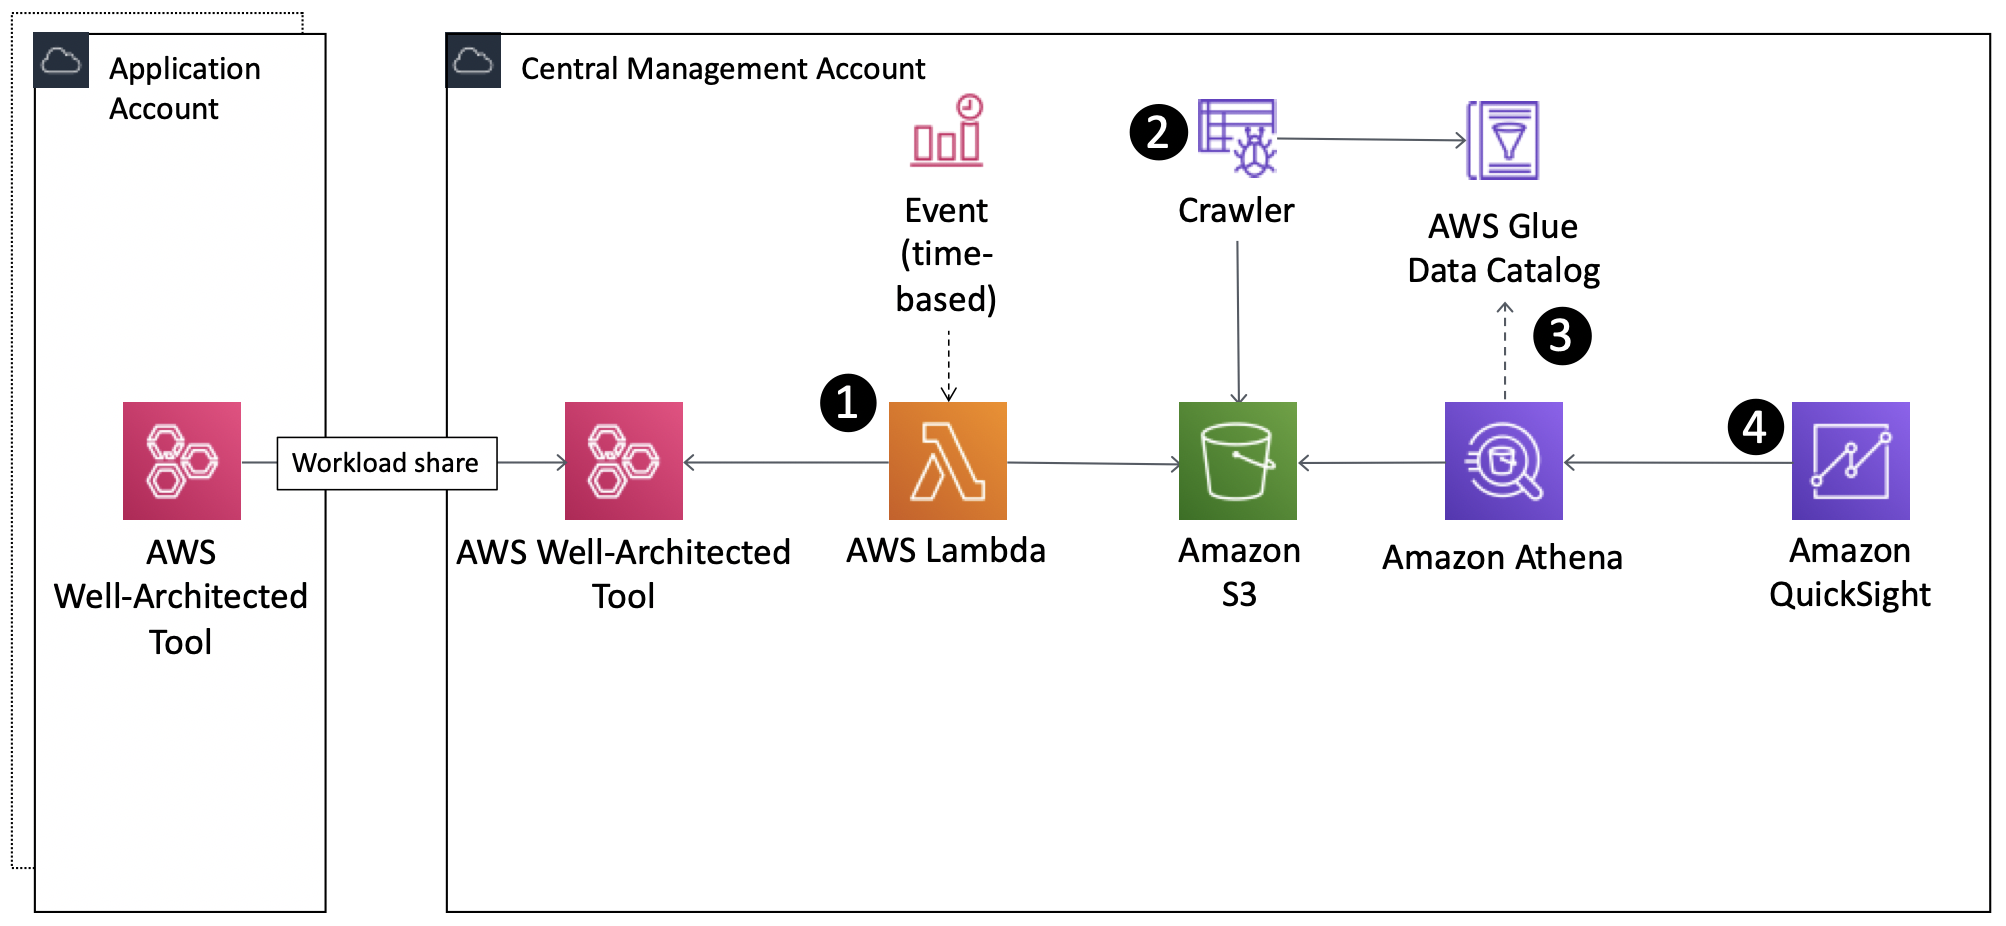 Application
Account
Central Management Account
Event
(time-
based)
2
Crawler
AWS Glue
Data Catalog
3
1
4
Workload share
AWS
Well-Architected
Tool
AWS Well-Architected
Tool
AWS Lambda
Amazon
S3
Amazon Athena
Amazon
QuickSight